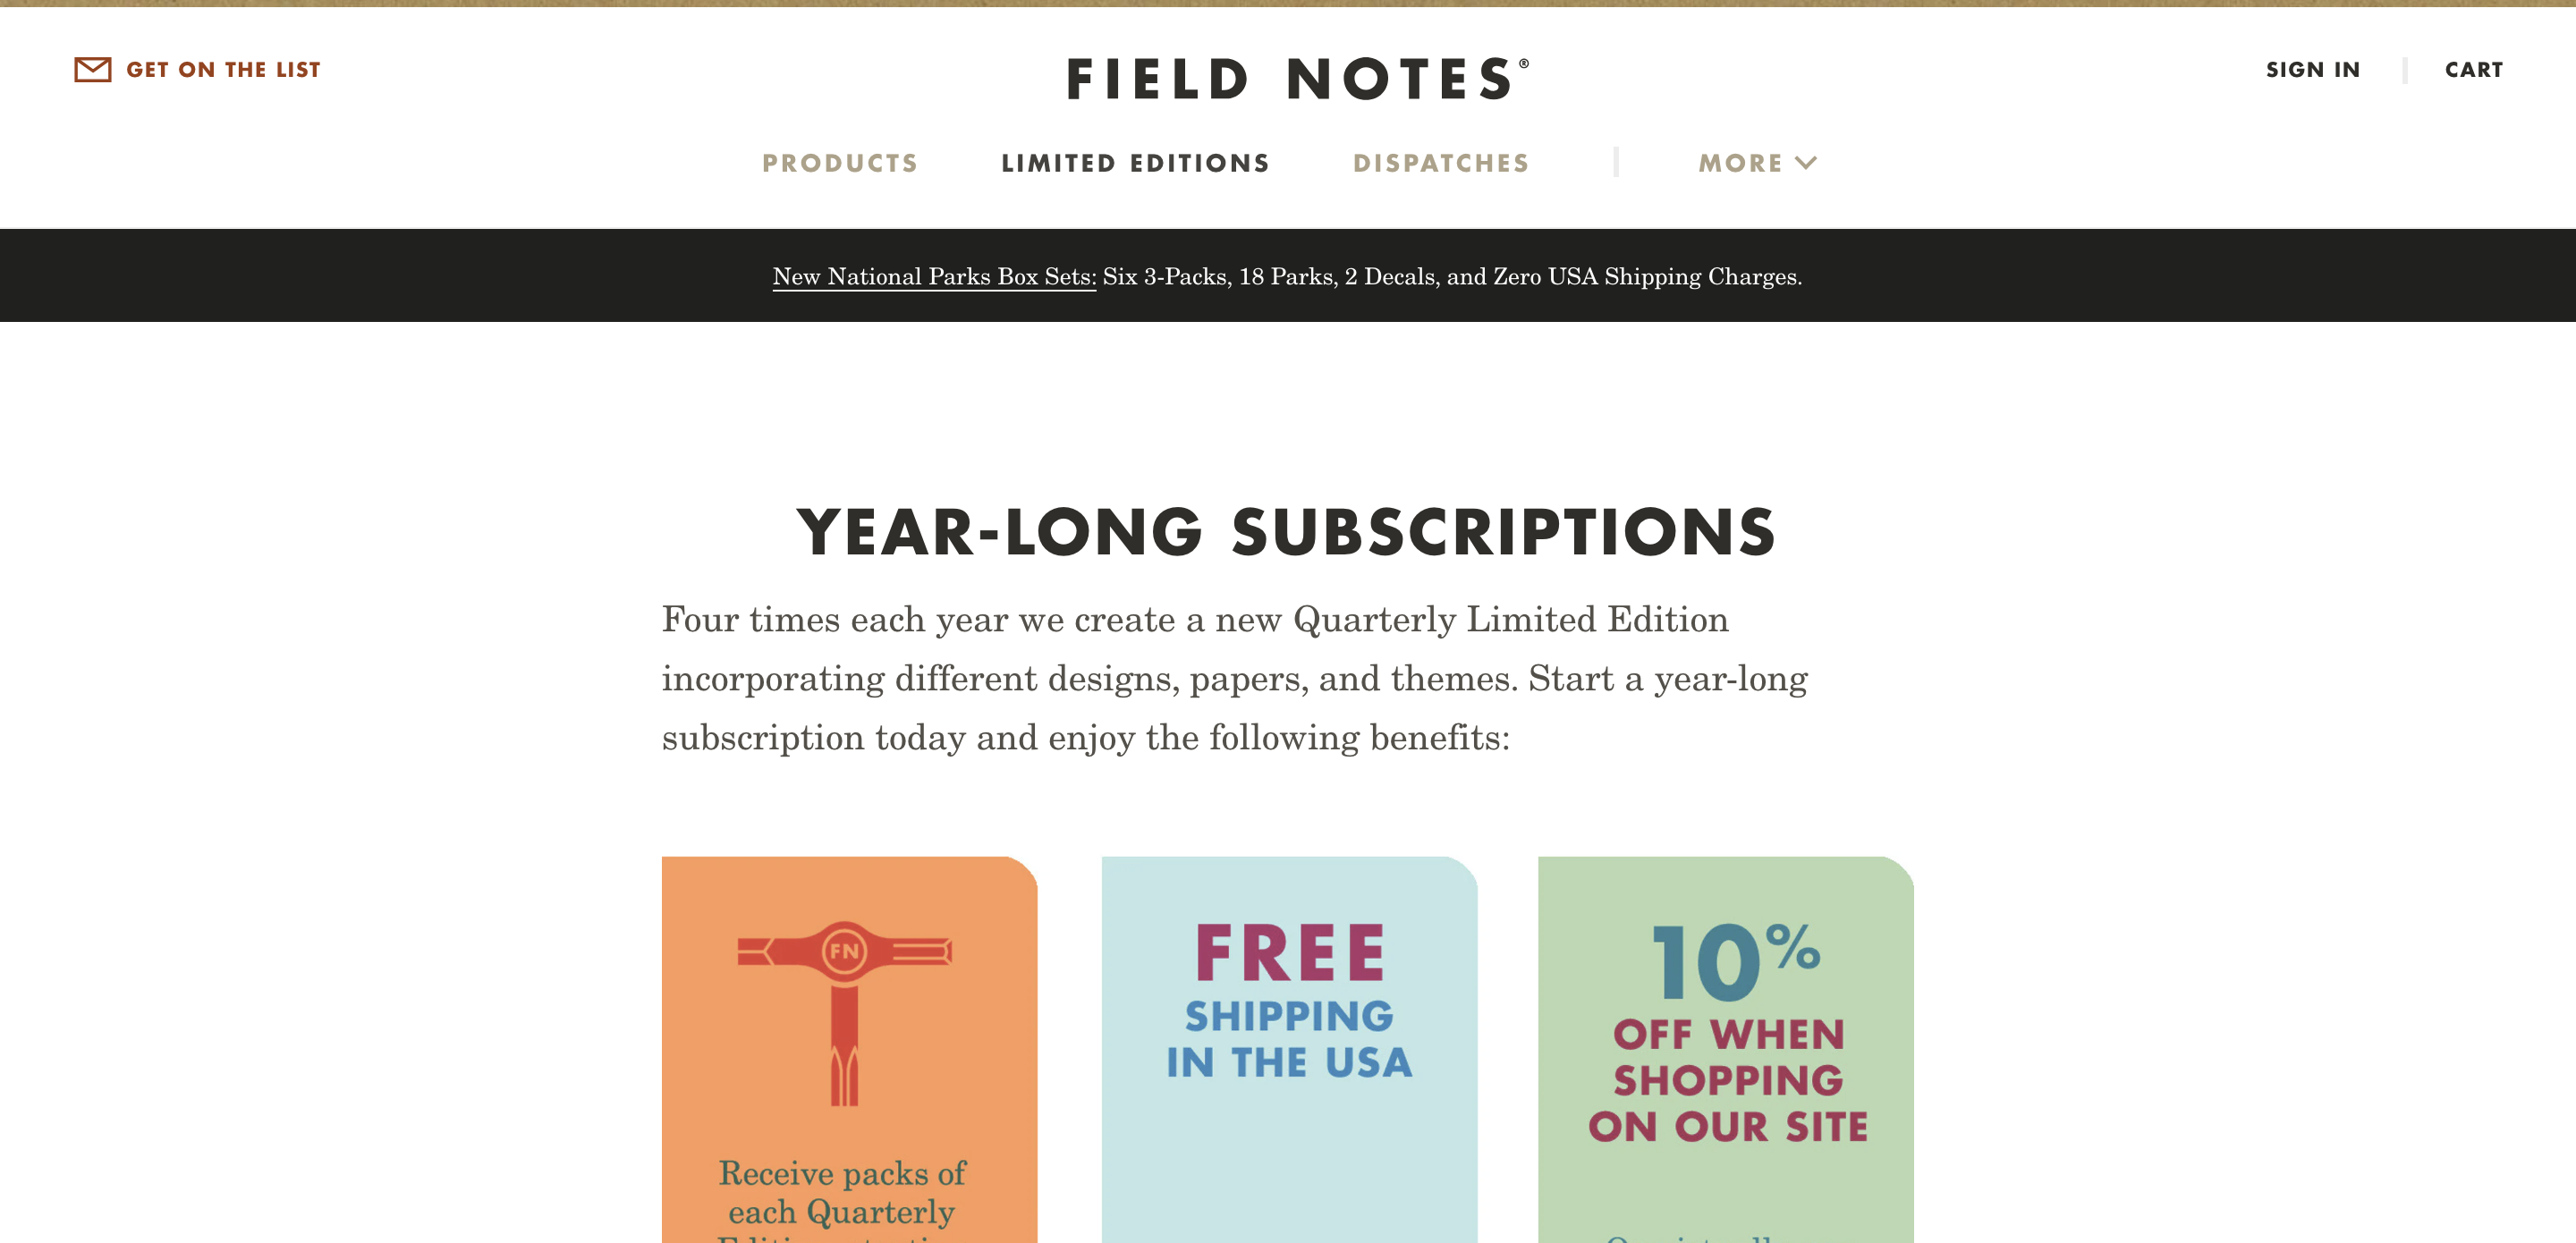 GET ON THE LIST
FIELD NOTES®
SIGN IN
CART
PRODUCTS
LIMITED EDITIONS
DISPATCHES
MORE
New National Parks Box Sets: Six 3-Packs, 18 Parks, 2 Decals, and Zero USA Shipping Charges.
YEAR-LONG SUBSCRIPTIONS
Four times each year we create a new Quarterly Limited Edition
incorporating different designs, papers, and themes. Start a year-long
subscription today and enjoy the following benefits:
FN
Receive packs of
each Quarterly
FREE
SHIPPING
IN THE USA
10%
OFF WHEN
SHOPPING
ON OUR SITE